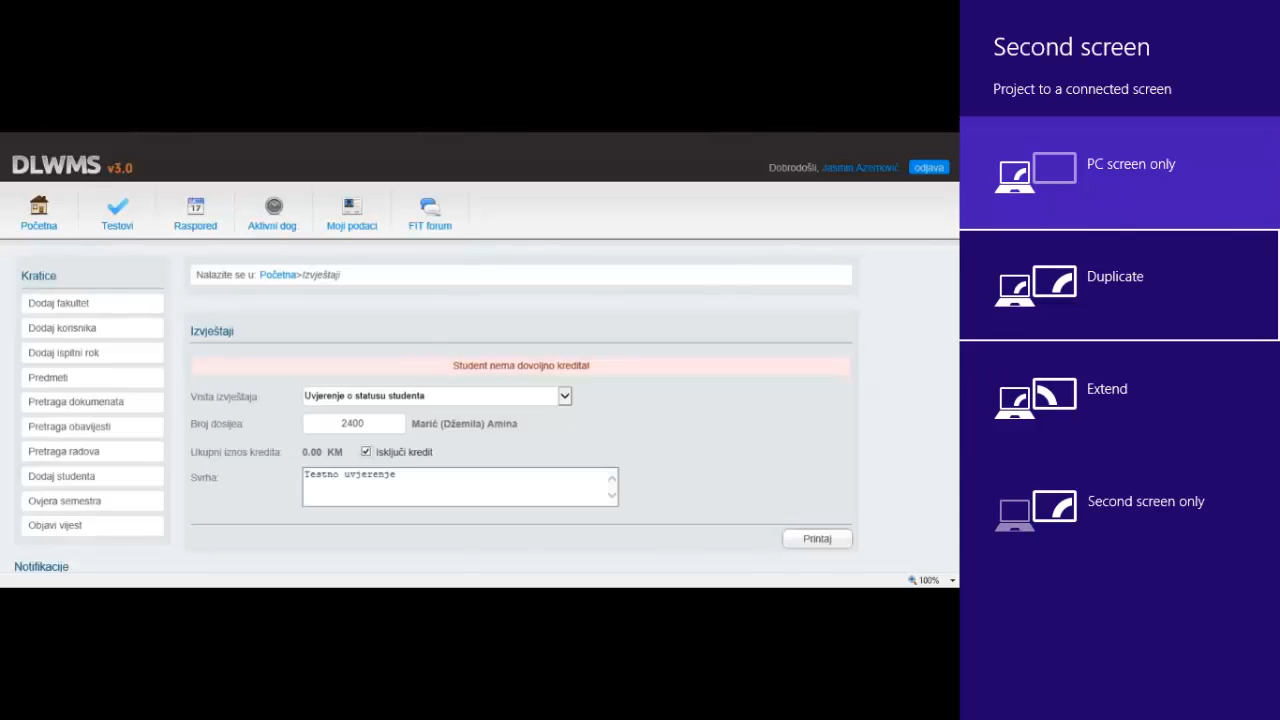 DLWMS v3.0
Dobrodošli, Jasmin Azemović odjava
Početna Testovi Raspored Aktivni dog. Moji podaci FIT forum
Kratice
Dodaj fakultet
Dodaj korisnika
Dodaj ispitni rok
Predmeti
Pretraga dokumenata
Pretraga obavijesti
Pretraga radova
Dodaj studenta
Ovjera semestra
Objavi vijest
Notifikacije
Nalazite se u: Početna>Izvještaji
Izvještaji
Student nema dovoljno kredita!
Vrsta izvještaja: Uvjerenje o statusu studenta
Broj dosijea: 2400 Marić (Džemila) Amina
Ukupni iznos kredita: 0.00 KM Isključi kredit
Svrha: Testno uvjerenje
Printaj
100%
Second screen
Project to a connected screen
PC screen only
Duplicate
Extend
Second screen only